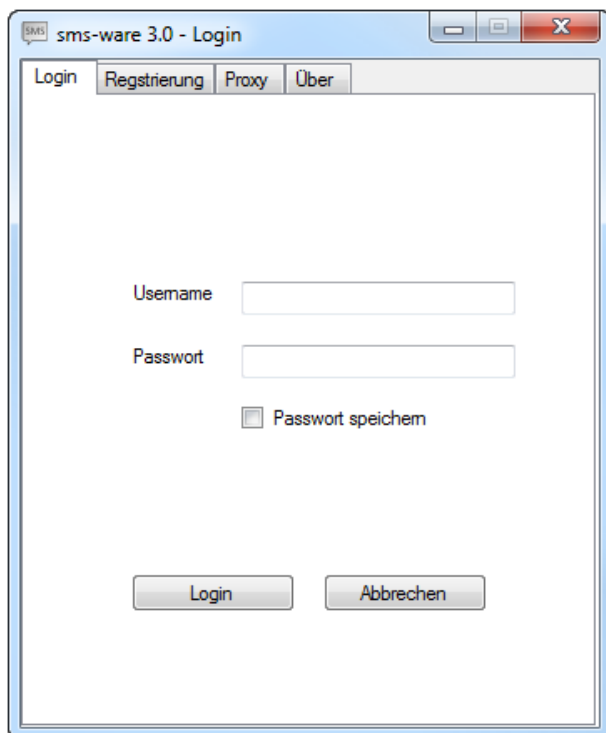 SMS sms-ware 3.0 - Login
Login Regstrierung Proxy Über
Username
Passwort
Passwort speichern
Login Abbrechen